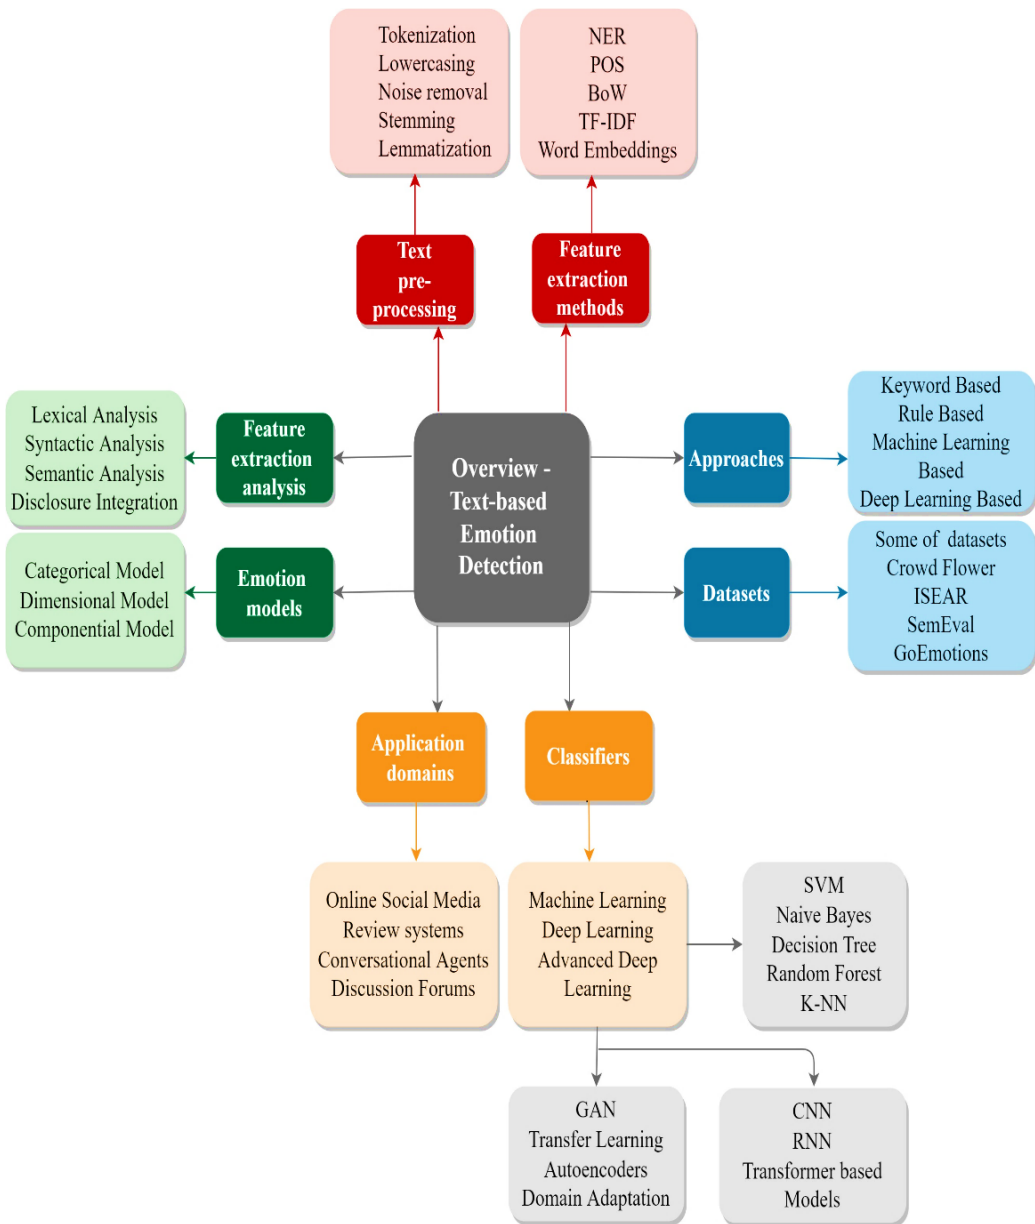 Tokenization
Lowercasing
Noise removal
Stemming
Lemmatization
NER
POS
BoW
TF-IDF
Word Embeddings
Text
pre-
processing
Feature
extraction
methods
Lexical Analysis
Syntactic Analysis
Semantic Analysis
Disclosure Integration
Feature
extraction
analysis
Overview -
Text-based
Emotion
Detection
Approaches
Keyword Based
Rule Based
Machine Learning
Based
Deep Learning Based
Categorical Model
Dimensional Model
Componential Model
Emotion
models
Datasets
Some of datasets
Crowd Flower
ISEAR
SemEval
GoEmotions
Application
domains
Classifiers
Online Social Media
Review systems
Conversational Agents
Discussion Forums
Machine Learning
Deep Learning
Advanced Deep
Learning
SVM
Naive Bayes
Decision Tree
Random Forest
K-NN
GAN
Transfer Learning
Autoencoders
Domain Adaptation
CNN
RNN
Transformer based
Models